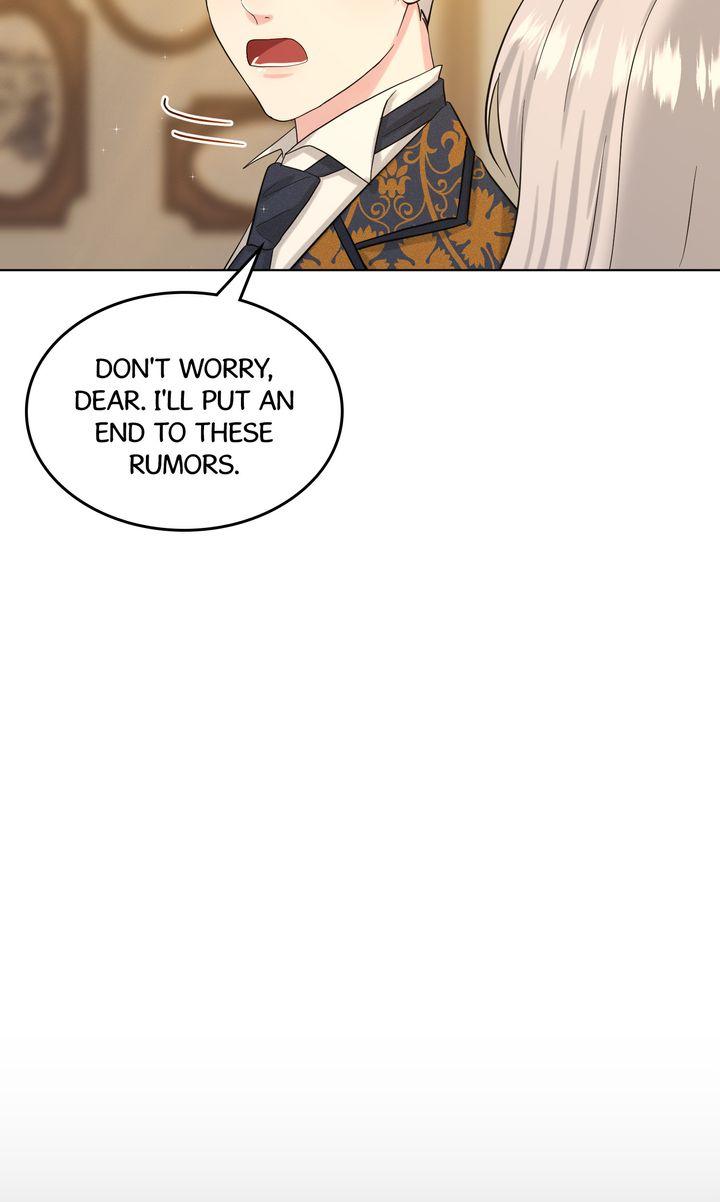 DON'T WORRY,
DEAR. I'LL PUT AN
END TO THESE
RUMORS.